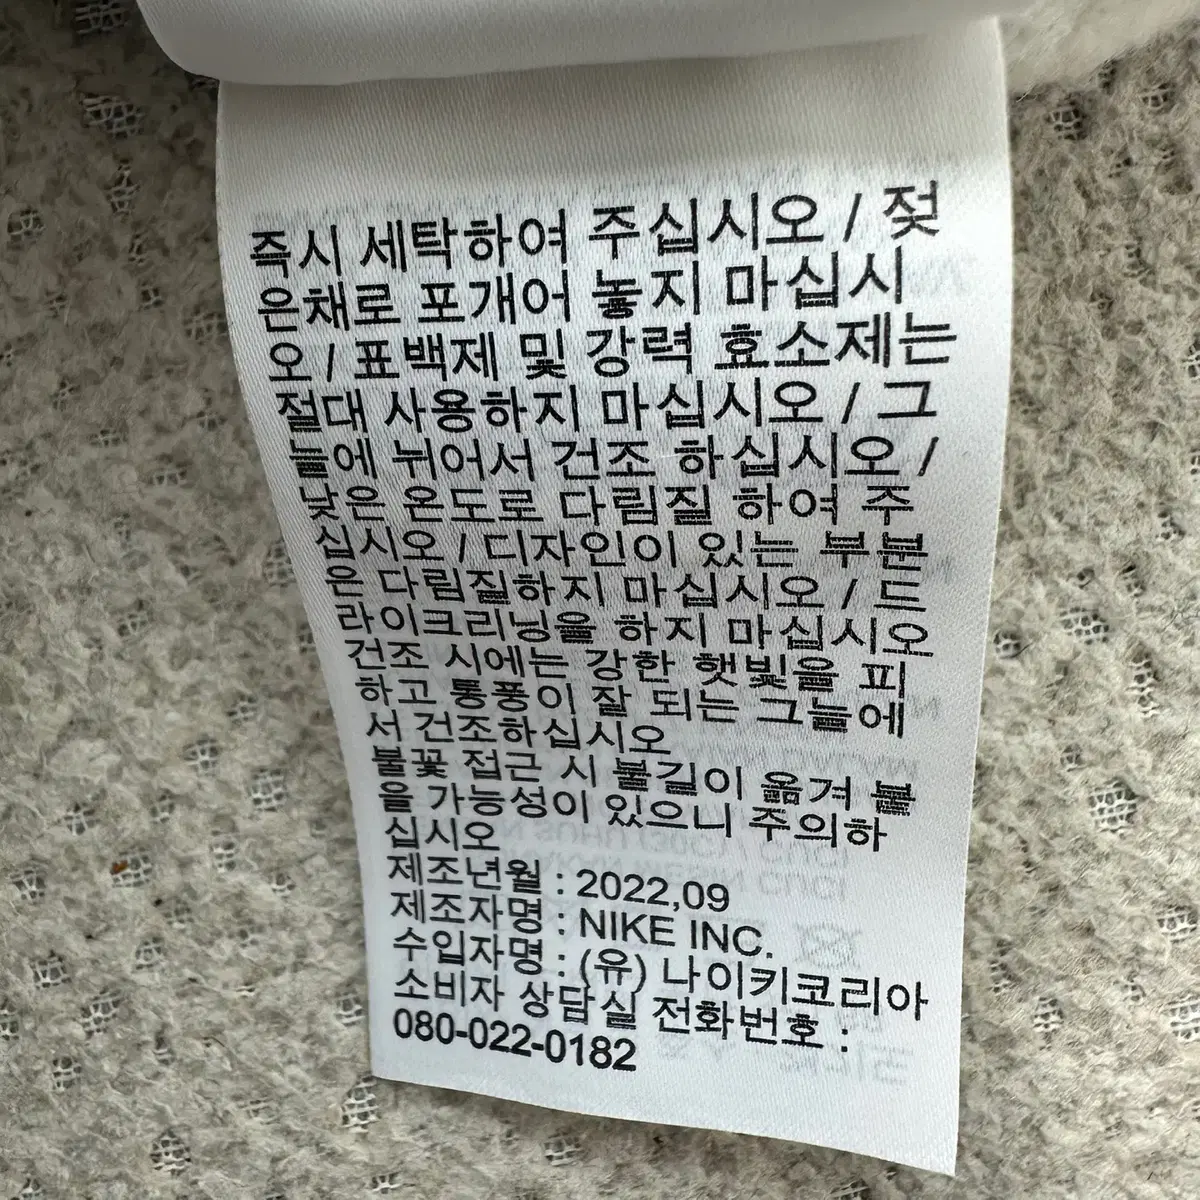 즉시 세탁하여 주십시오 / 젖
은채로 포개어 놓지 마십시
오 / 표백제 및 강력 효소제는
절대 사용하지 마십시오 / 그
늘에 뉘어서 건조 하십시오 /
낮은 온도로 다림질 하여 주
십시오 / 디자인이 있는 부분
은 다림질하지 마십시오 / 드
라이크리닝을 하지 마십시오
건조 시에는 강한 햇빛을 피
하고 통풍이 잘 되는 그늘에
서 건조하십시오
불꽃 접근 시 불길이 옮겨 붙
을 가능성이 있으니 주의하
십시오
제조년월 : 2022,09
제조자명 : NIKE INC.
수입자명 : (유) 나이키코리아
소비자 상담실 전화번호 :
080-022-0182